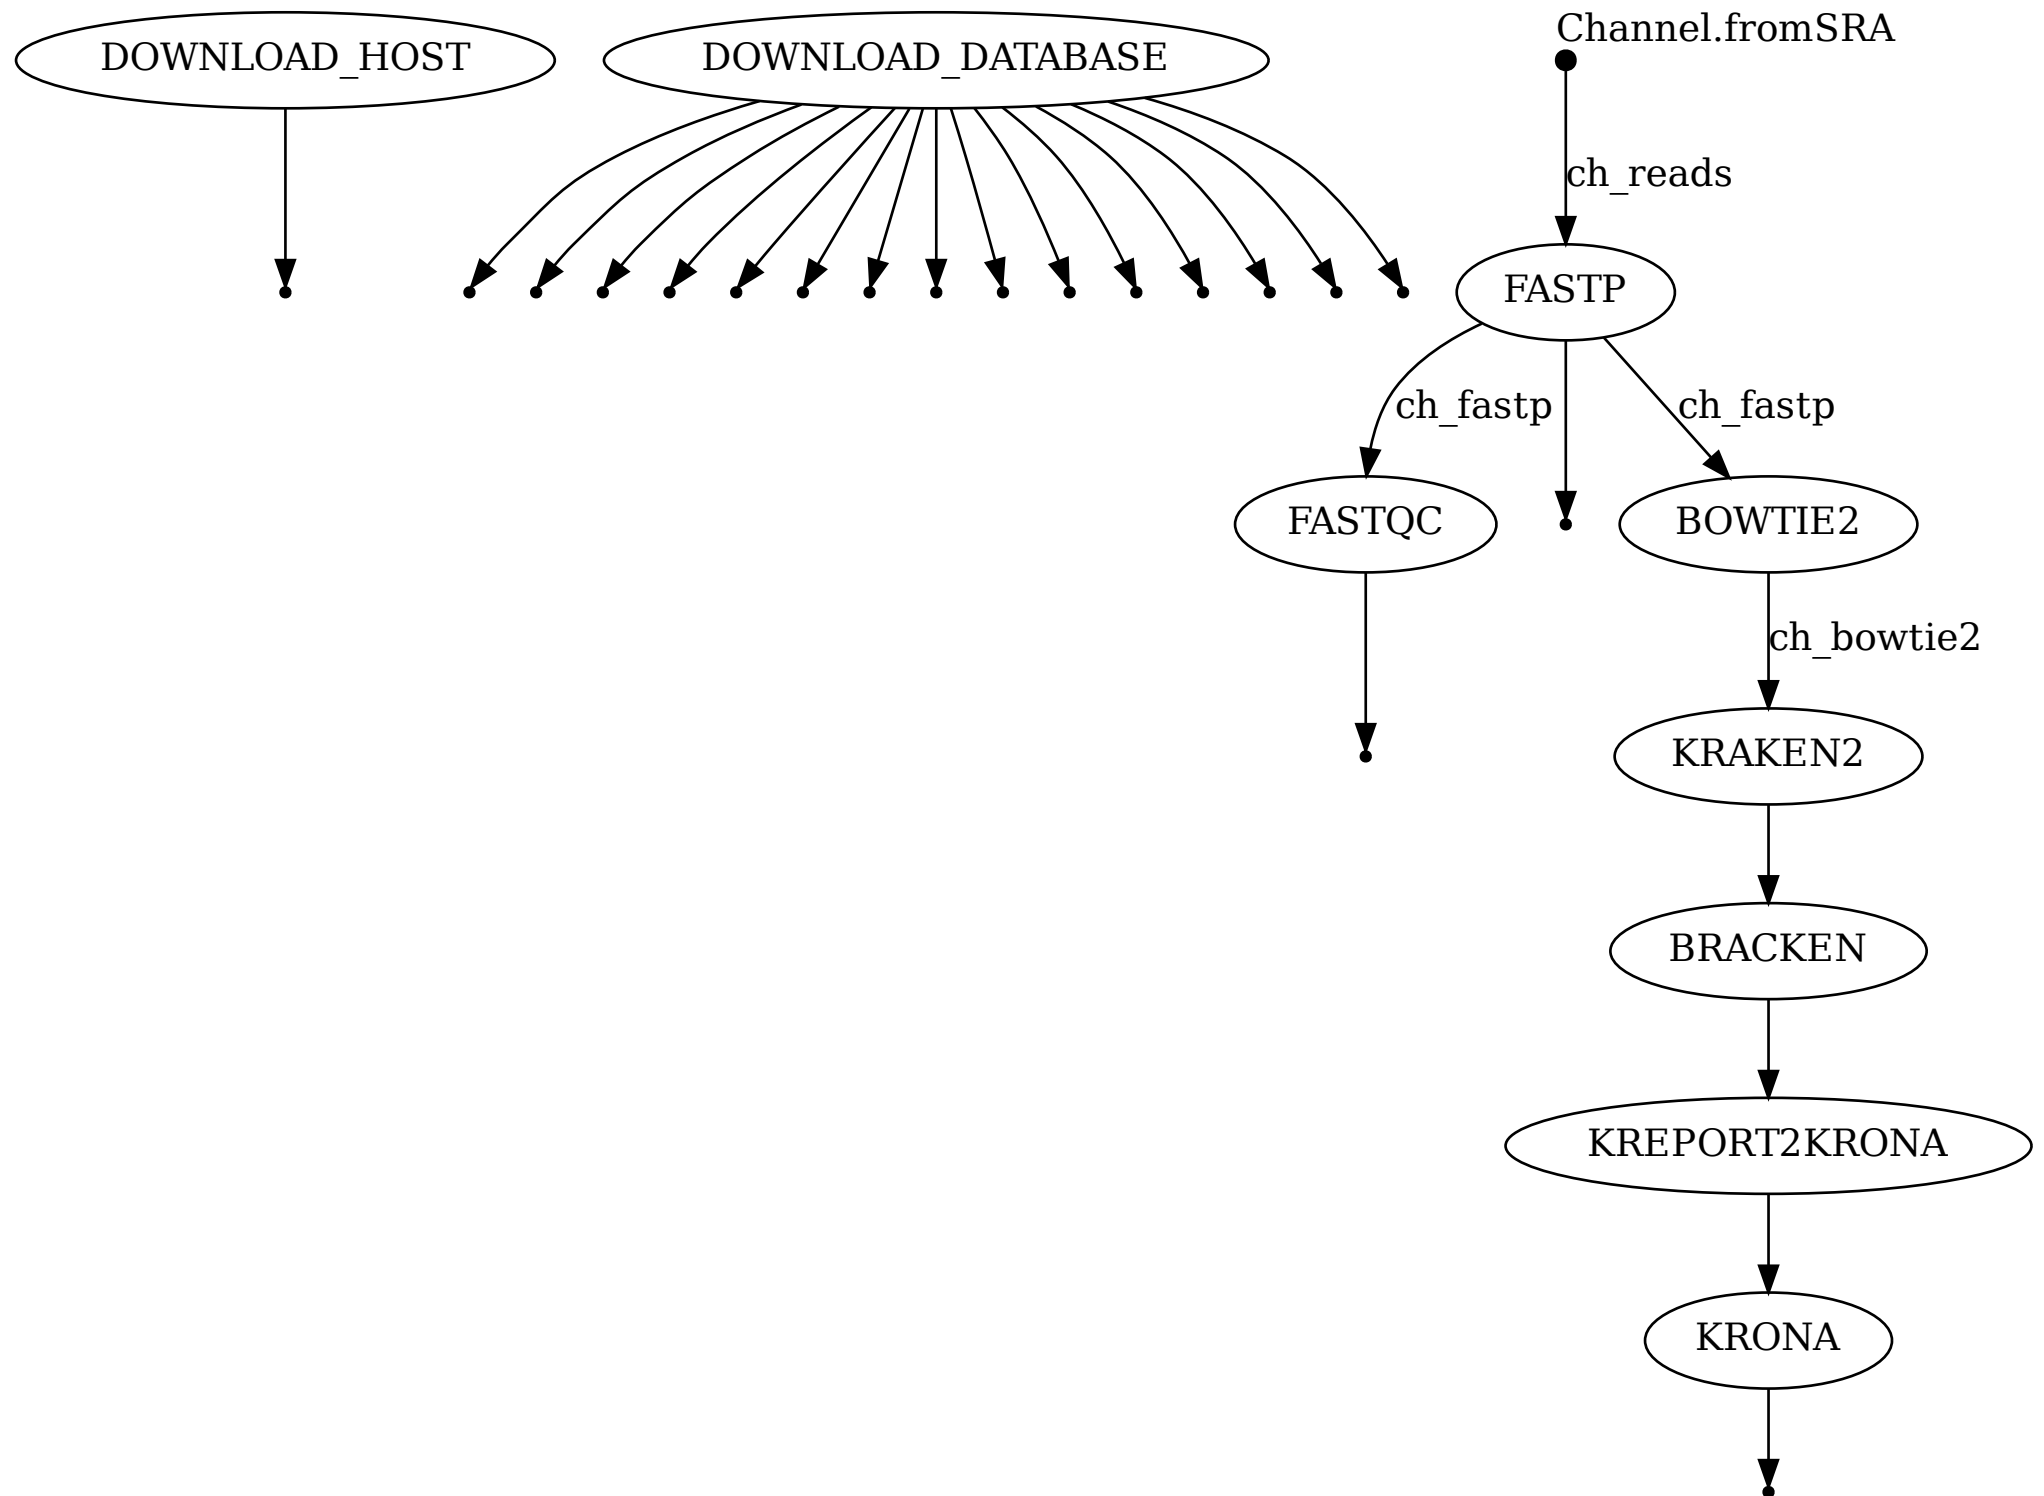 DOWNLOAD_HOST
DOWNLOAD_DATABASE
Channel.fromSRA
ch_reads
FASTP
ch_fastp
ch_fastp
FASTQC
BOWTIE2
ch_bowtie2
KRAKEN2
BRACKEN
KREPORT2KRONA
KRONA